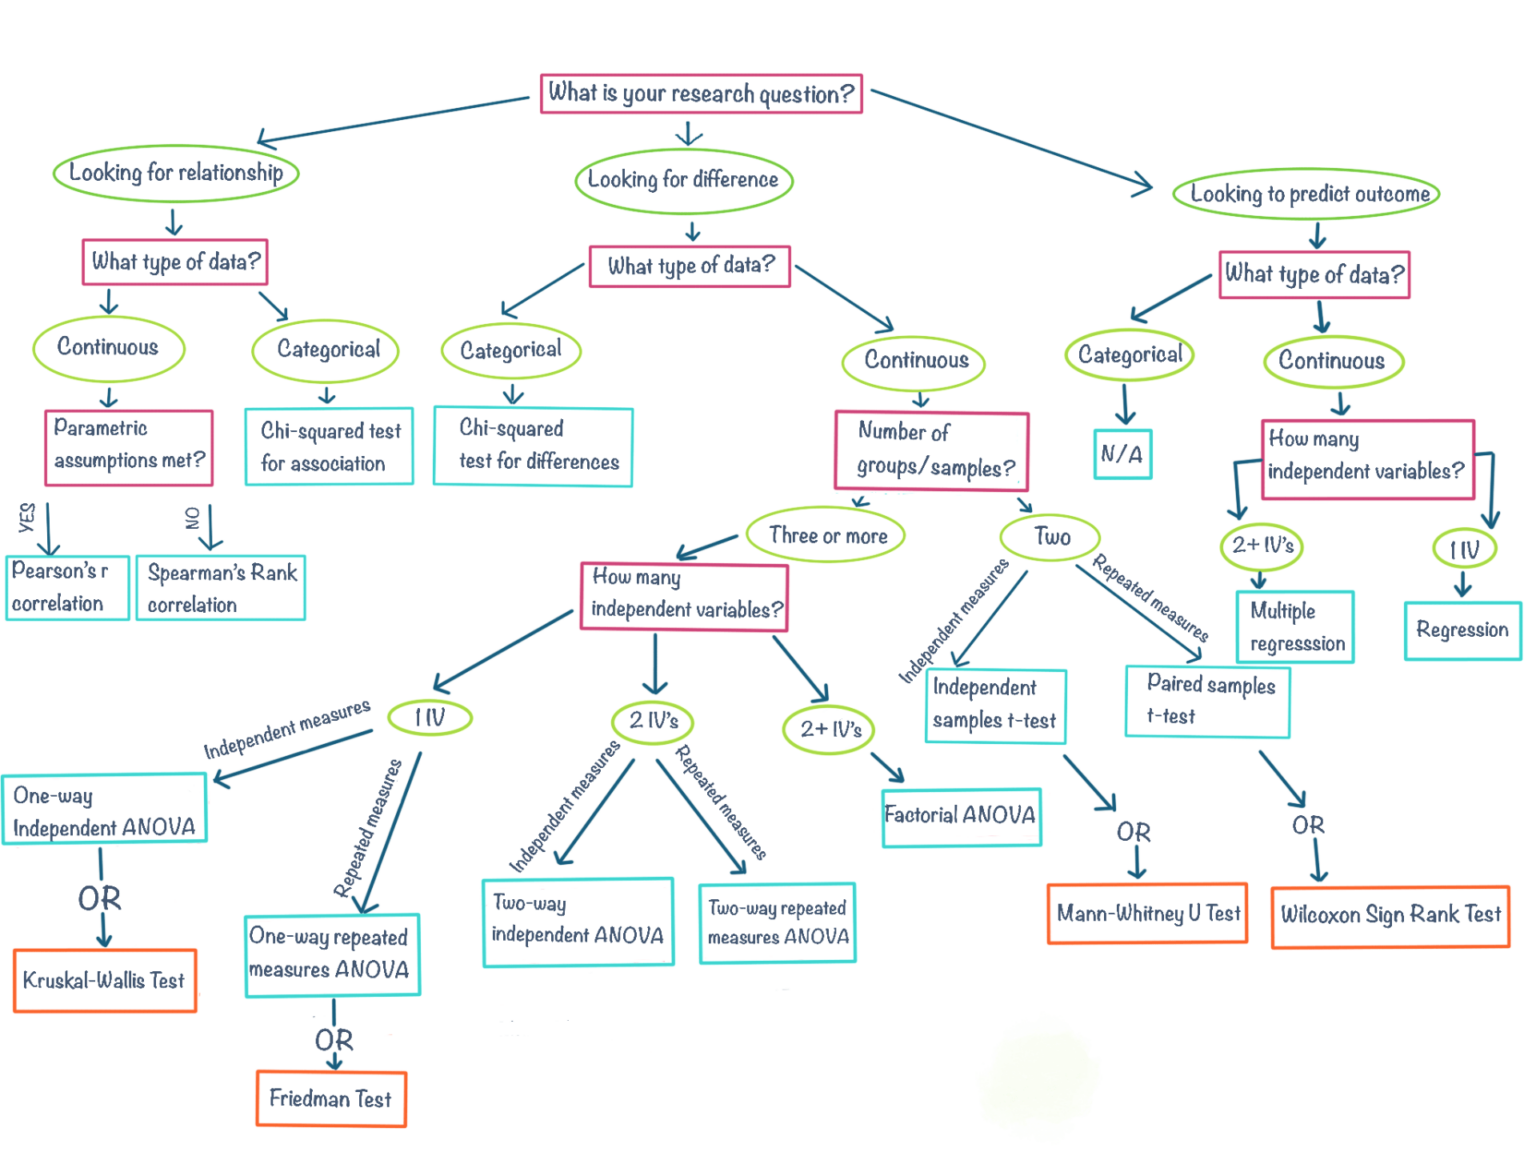 What is your research question?
Looking for relationship
Looking for difference
Looking to predict outcome
What type of data?
What type of data?
What type of data?
Continuous
Categorical
Categorical
Continuous
Categorical
Continuous
Parametric
assumptions met?
Chi-squared test
for association
Chi-squared
test for differences
Number of
groups/samples?
N/A
How many
independent variables?
YES
NO
Three or more
Two
2+ IV's
1 IV
Pearson's r
correlation
Spearman's Rank
correlation
How many
independent variables?
Independent measures
Repeated measures
Multiple
regresssion
Regression
Independent
samples t-test
Paired samples
t-test
1 IV
2 IV's
2+ IV's
Independent measures
Repeated measures
Independent measures
Repeated measures
One-way
Independent ANOVA
Factorial ANOVA
OR
OR
OR
Two-way
independent ANOVA
Two-way repeated
measures ANOVA
Mann-Whitney U Test
Wilcoxon Sign Rank Test
One-way repeated
measures ANOVA
Kruskal-Wallis Test
OR
Friedman Test